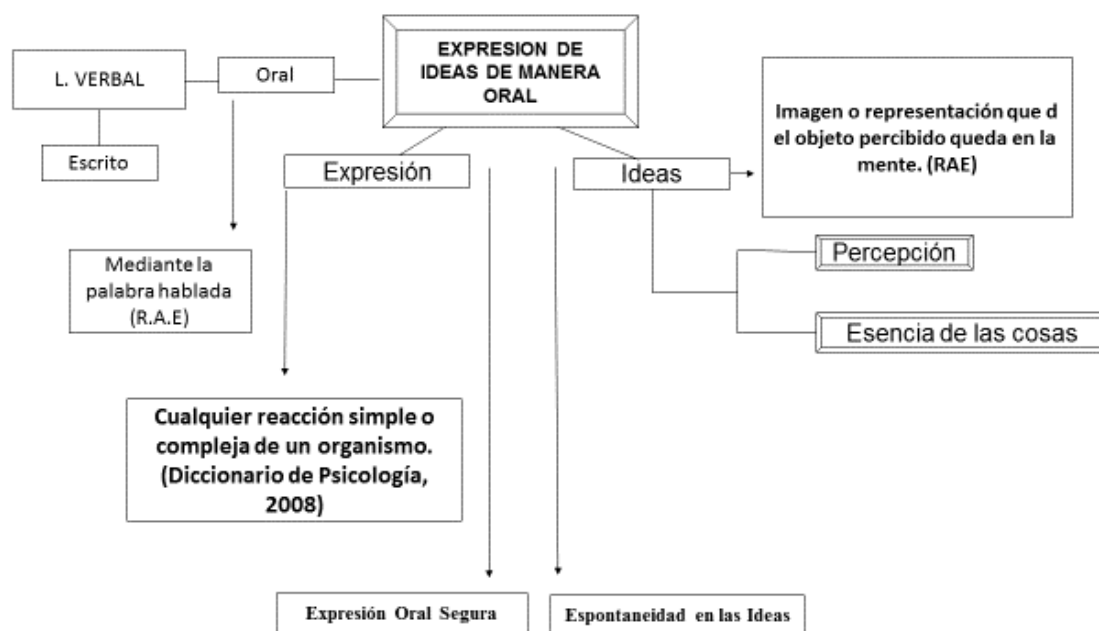 EXPRESION DE
IDEAS DE MANERA
ORAL
L. VERBAL
Oral
Escrito
Mediante la
palabra hablada
(R.A.E)
Expresión
Cualquier reacción simple o
compleja de un organismo.
(Diccionario de Psicología,
2008)
Ideas
Imagen o representación que d
el objeto percibido queda en la
mente. (RAE)
Percepción
Esencia de las cosas
Expresión Oral Segura
Espontaneidad en las Ideas